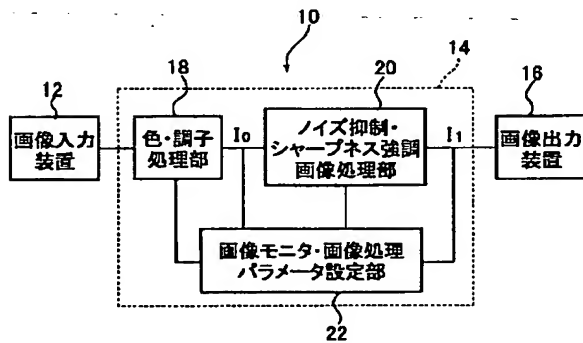 10
12
18
20
14
16
画像入力
装置
色・調子
処理部
I0
ノイズ抑制・
シャープネス強調
画像処理部
I1
画像出力
装置
画像モニタ・画像処理
パラメータ設定部
22